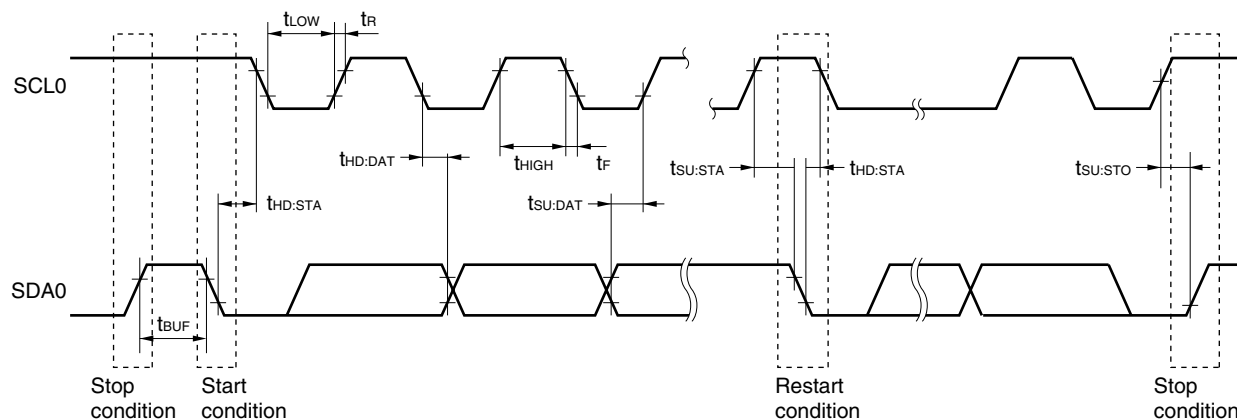 tLOW
tR
SCL0
tHD:DAT
tHIGH
tF
tSU:STA
tHD:STA
tSU:STO
tHD:STA
tSU:DAT
SDA0
tBUF
Stop
condition
Start
condition
Restart
condition
Stop
condition